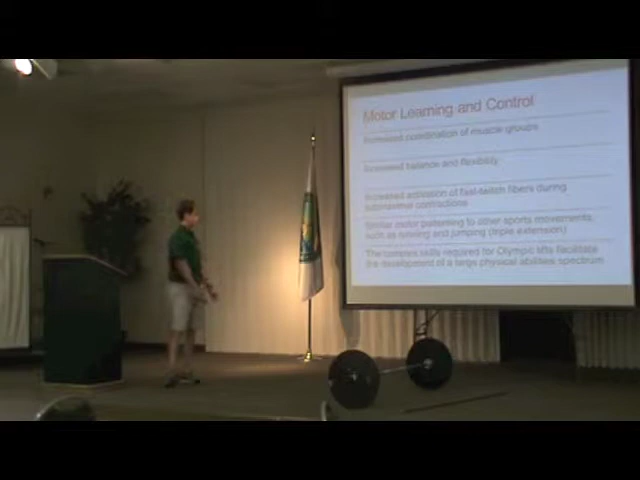 Motor Learning and Control
Increased coordination of muscle groups
Increased balance and flexibility
Increased activation of fast-twitch fibers during
submaximal contractions
Similar motor patterning to other sports movements,
such as running and jumping (triple extension)
The complex skills required for Olympic lifts facilitate
the development of a large physical abilities spectrum